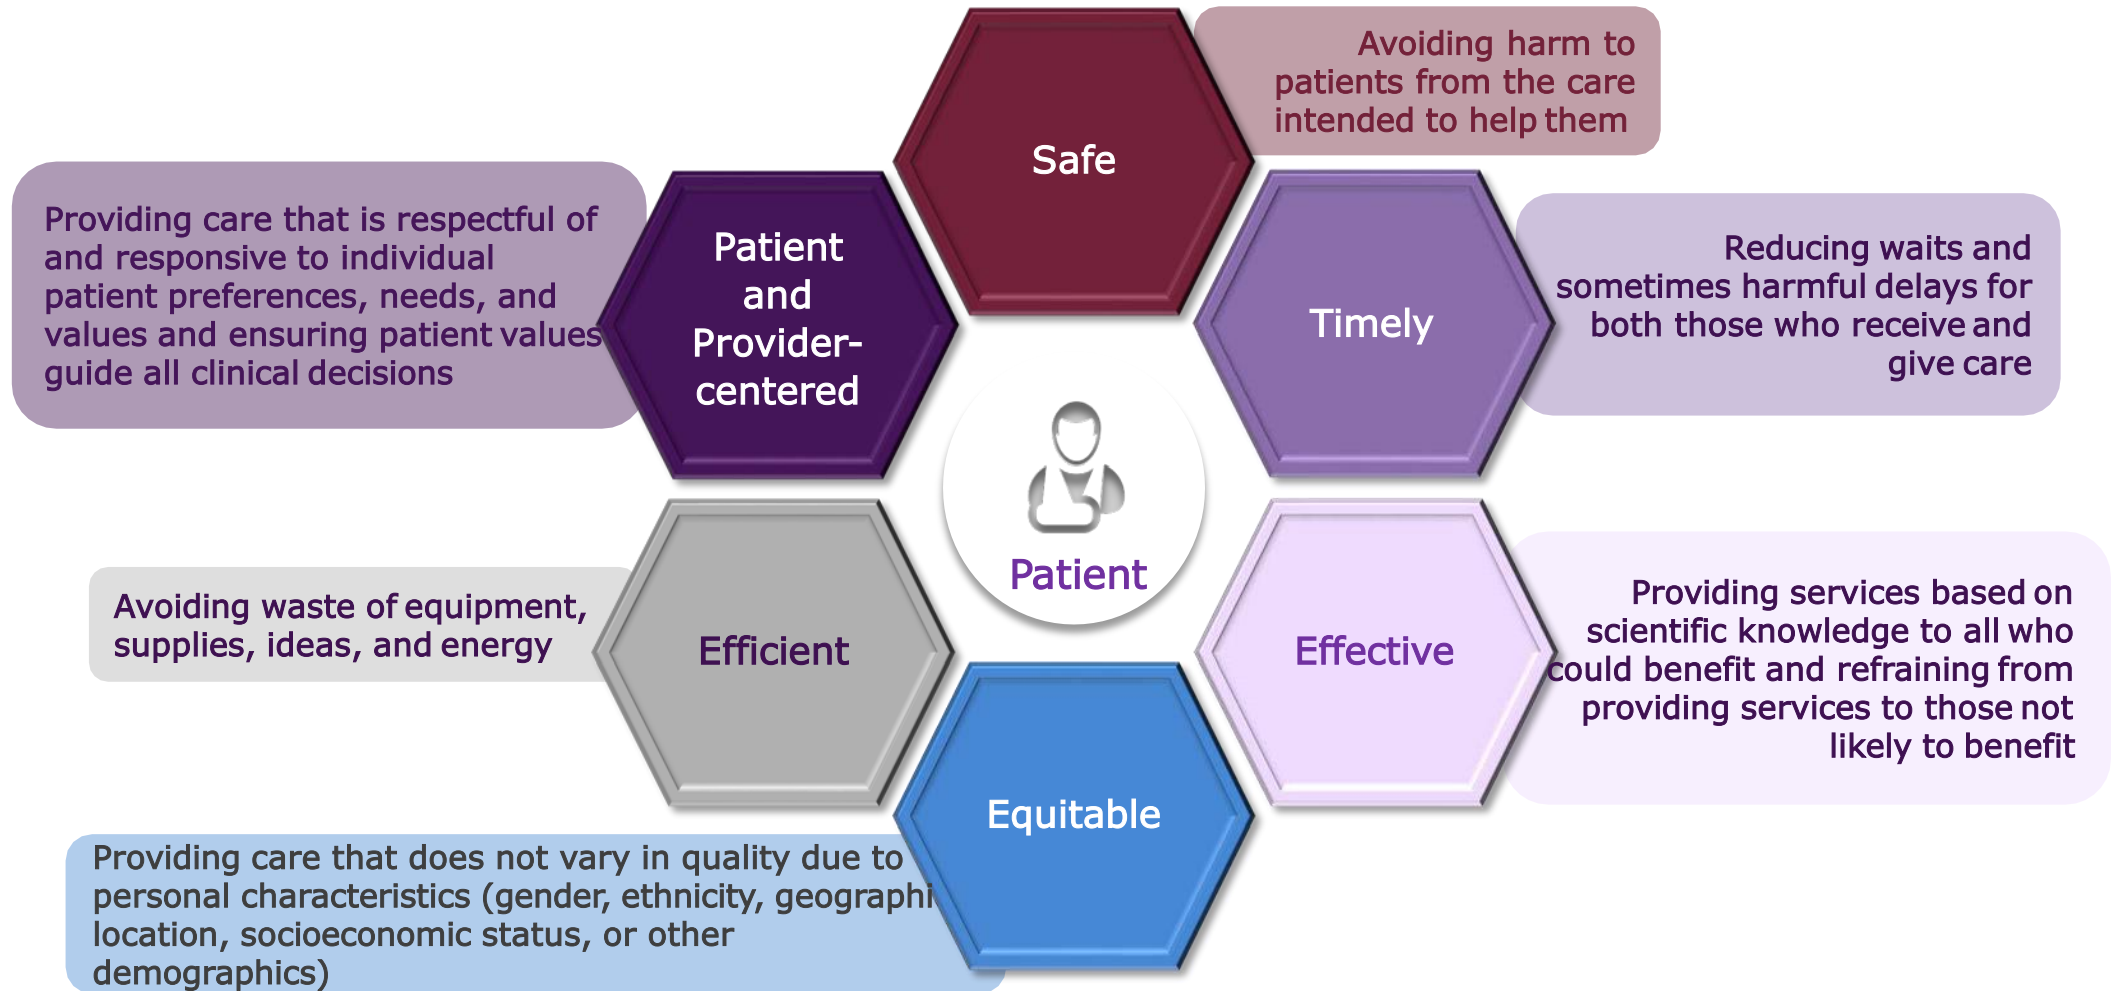 Safe
Avoiding harm to
patients from the care
intended to help them
Patient
and
Provider-
centered
Providing care that is respectful of
and responsive to individual
patient preferences, needs, and
values and ensuring patient values
guide all clinical decisions
Timely
Reducing waits and
sometimes harmful delays for
both those who receive and
give care
Patient
Efficient
Avoiding waste of equipment,
supplies, ideas, and energy
Effective
Providing services based on
scientific knowledge to all who
could benefit and refraining from
providing services to those not
likely to benefit
Equitable
Providing care that does not vary in quality due to
personal characteristics (gender, ethnicity, geographi
location, socioeconomic status, or other
demographics)